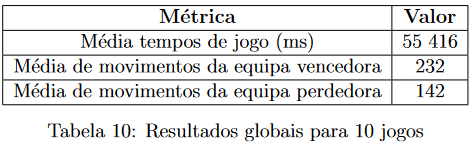 Métrica Valor
Média tempos de jogo (ms) 55 416
Média de movimentos da equipa vencedora 232
Média de movimentos da equipa perdedora 142
Tabela 10: Resultados globais para 10 jogos